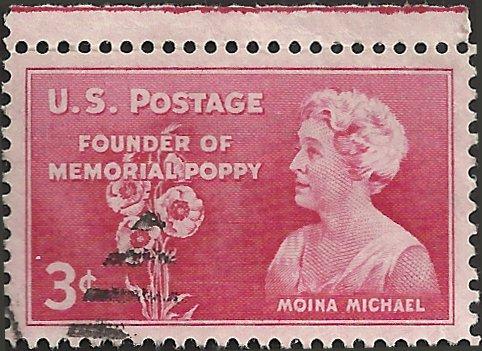 U.S. POSTAGE
FOUNDER OF
MEMORIAL POPPY
3¢
MOINA MICHAEL